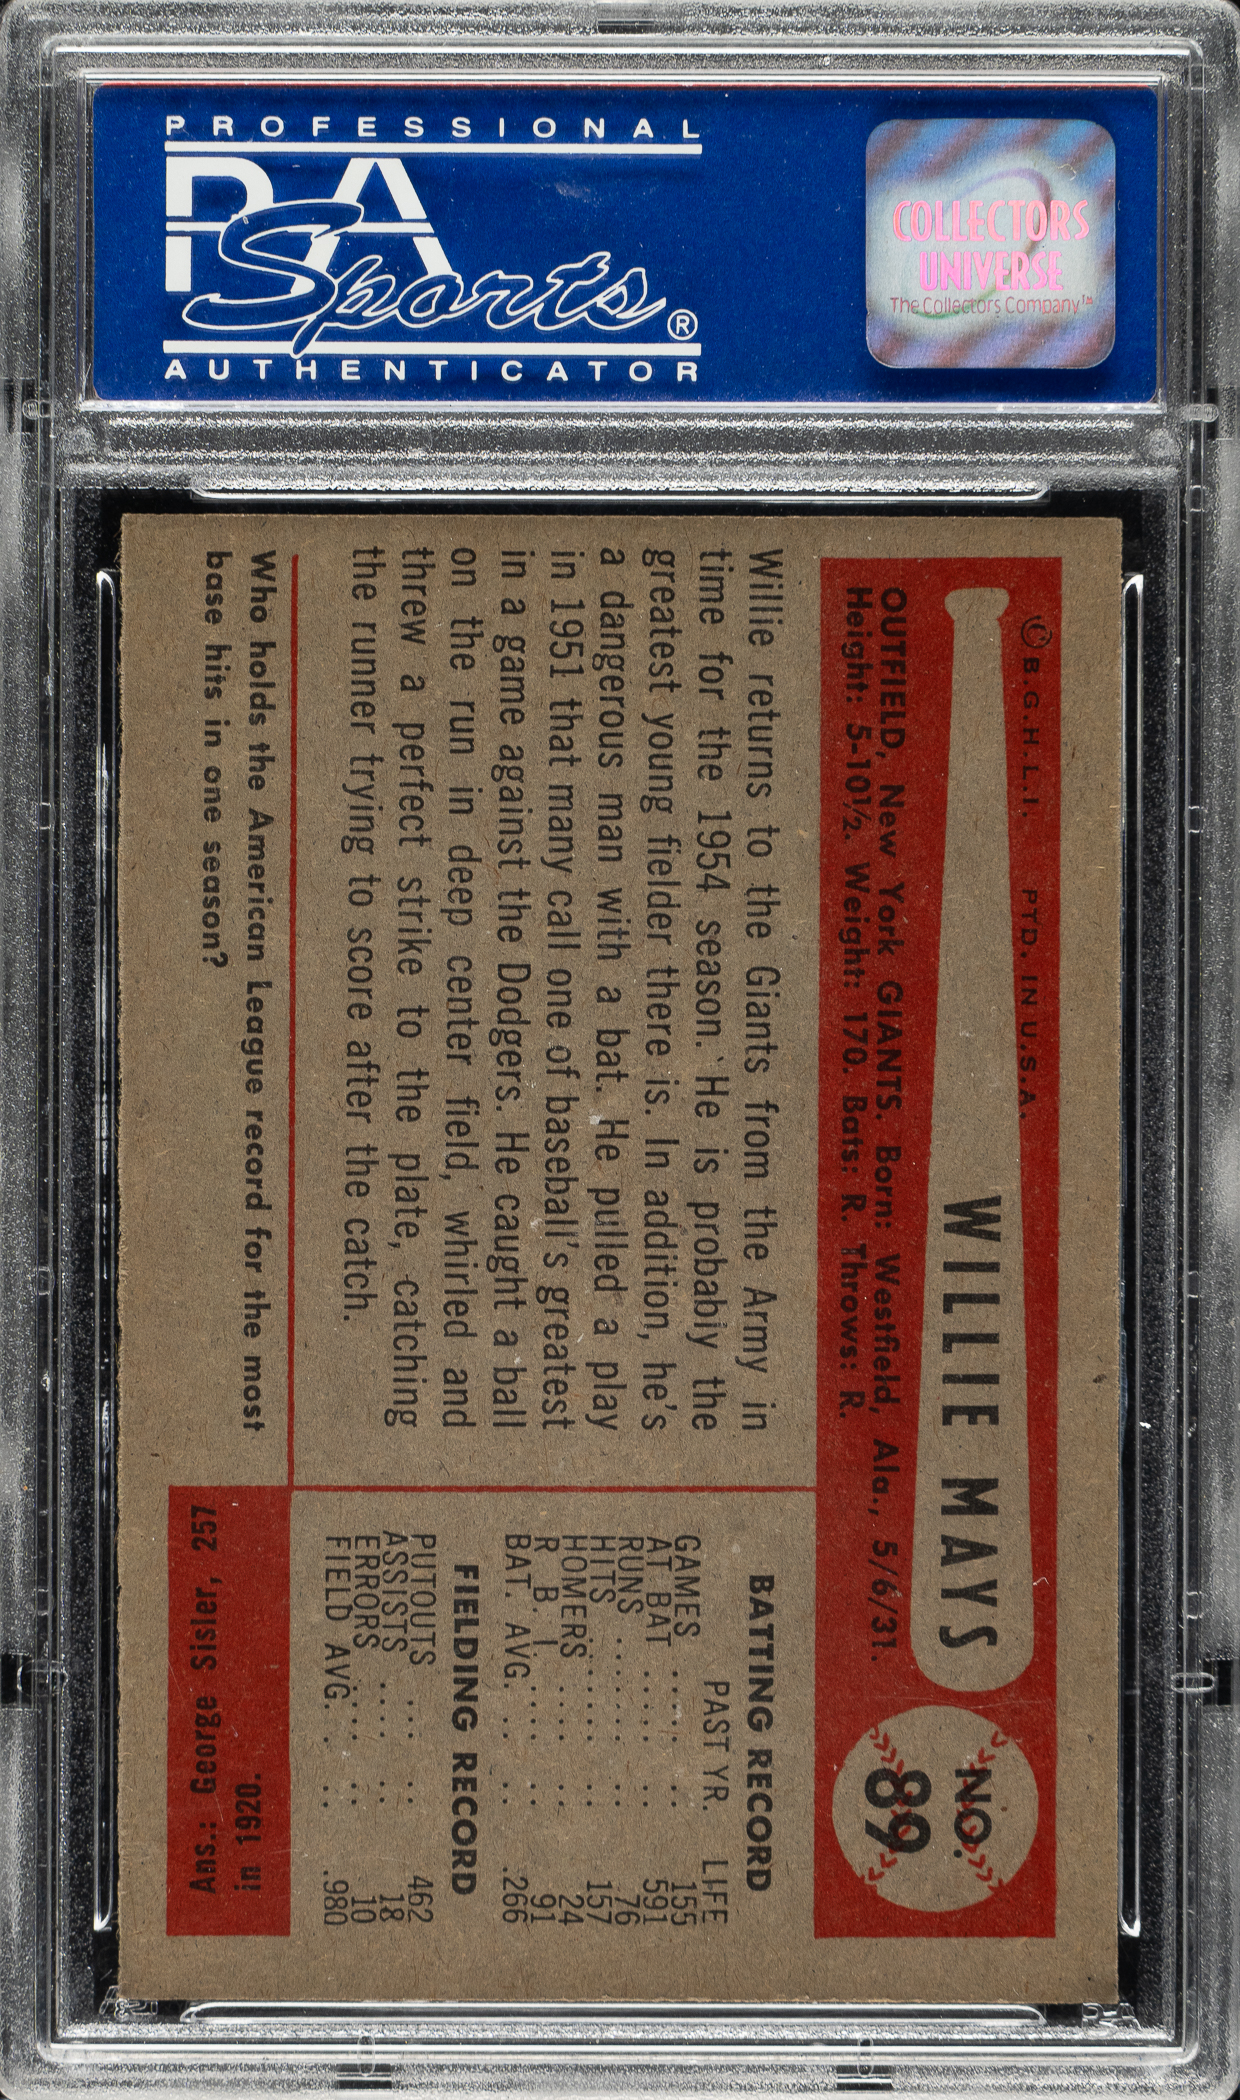 PROFESSIONAL
PSA
Sports®
AUTHENTICATOR
COLLECTORS
UNIVERSE
The Collectors Company™
© B.G.H.L.I. PTD. IN U.S.A.
WILLIE MAYS
NO.
89
OUTFIELD, New York GIANTS. Born: Westfield, Ala., 5/6/31.
Height: 5-10½. Weight: 170. Bats: R. Throws: R.
Willie returns to the Giants from the Army in
time for the 1954 season. He is probably the
greatest young fielder there is. In addition, he's
a dangerous man with a bat. He pulled a play
in 1951 that many call one of baseball's greatest
in a game against the Dodgers. He caught a ball
on the run in deep center field, whirled and
threw a perfect strike to the plate, catching
the runner trying to score after the catch.
BATTING RECORD
PAST YR. LIFE
GAMES ..... .. 155
AT BAT ..... .. 591
RUNS ...... .. 76
HITS ...... .. 157
HOMERS ..... .. 24
R. B. I. ..... .. 91
BAT. AVG. .. .. .266
FIELDING RECORD
PUTOUTS ... .. 462
ASSISTS .... .. 18
ERRORS .... .. 10
FIELD AVG. . .. .980
Who holds the American League record for the most
base hits in one season?
Ans.: George Sisler, 257
in 1920.